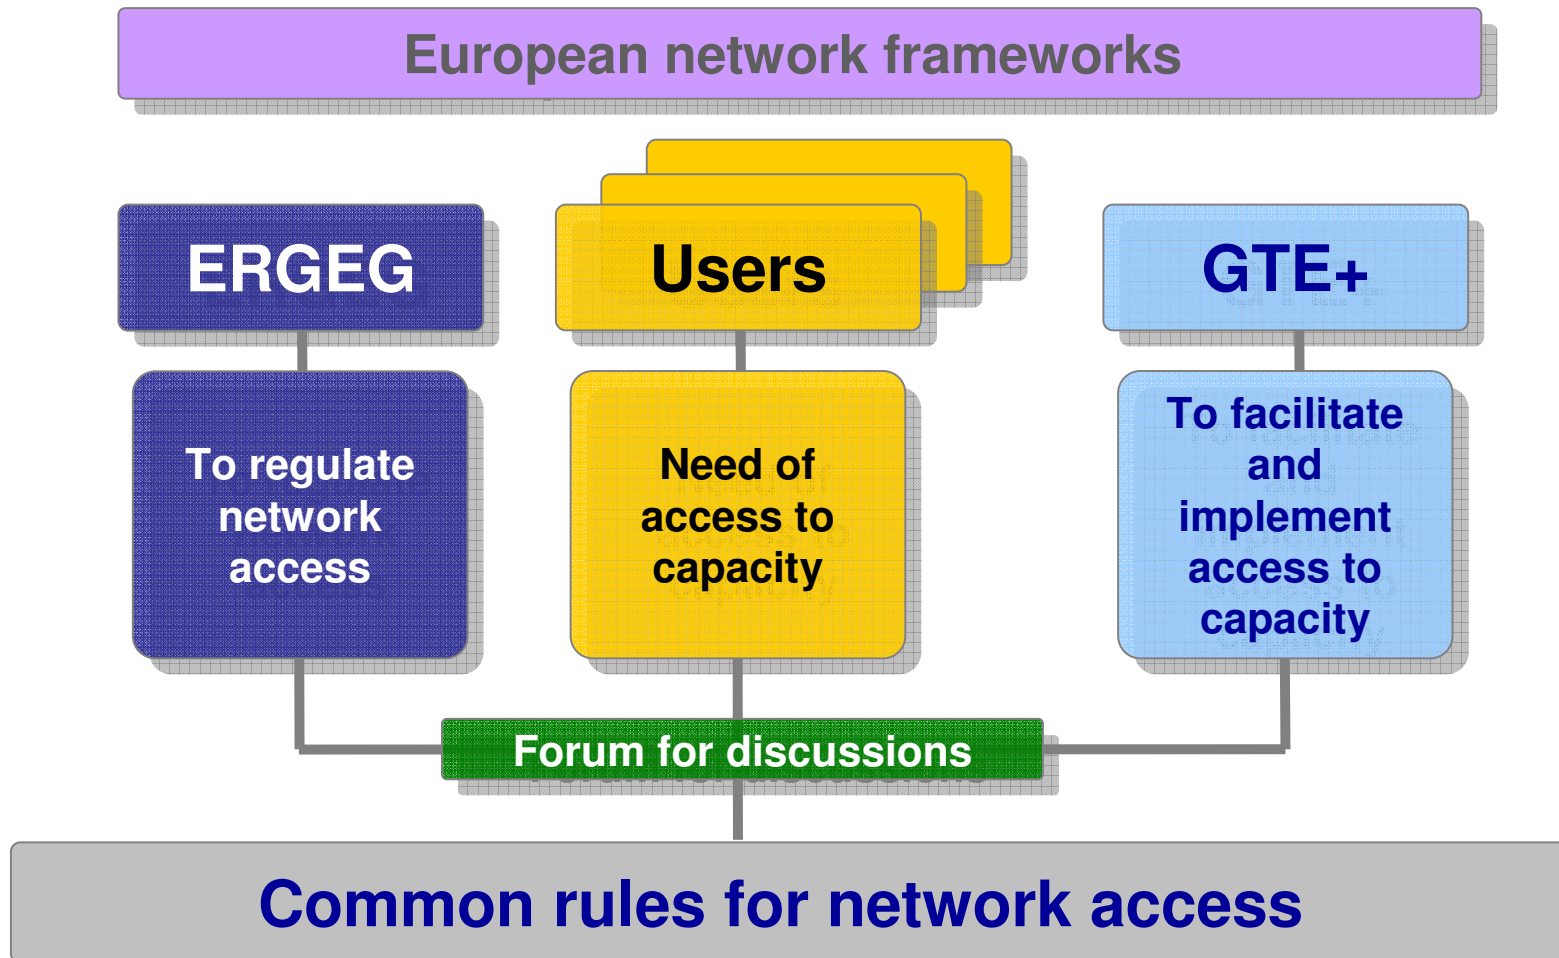 European network frameworks
ERGEG
Users
GTE+
To regulate
network
access
Need of
access to
capacity
To facilitate
and
implement
access to
capacity
Forum for discussions
Common rules for network access